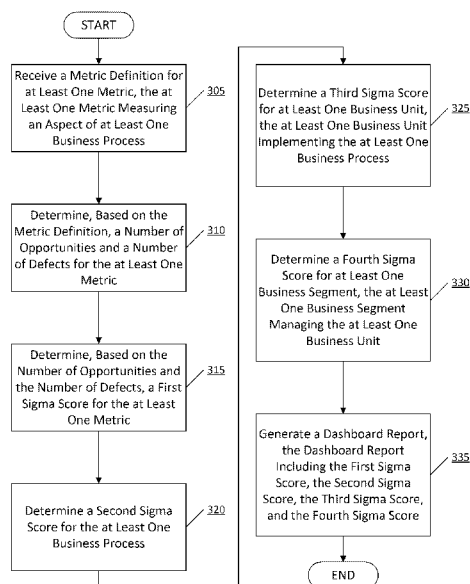 START
Receive a Metric Definition for
at Least One Metric, the at
Least One Metric Measuring
an Aspect of at Least One
Business Process
305
Determine, Based on the
Metric Definition, a Number of
Opportunities and a Number
of Defects for the at Least One
Metric
310
Determine, Based on the
Number of Opportunities and
the Number of Defects, a First
Sigma Score for the at Least
One Metric
315
Determine a Second Sigma
Score for the at Least One
Business Process
320
Determine a Third Sigma Score
for at Least One Business Unit,
the at Least One Business Unit
Implementing the at Least One
Business Process
325
Determine a Fourth Sigma
Score for at Least One
Business Segment, the at Least
One Business Segment
Managing the at Least One
Business Unit
330
Generate a Dashboard Report,
the Dashboard Report
Including the First Sigma
Score, the Second Sigma
Score, the Third Sigma Score,
and the Fourth Sigma Score
335
END